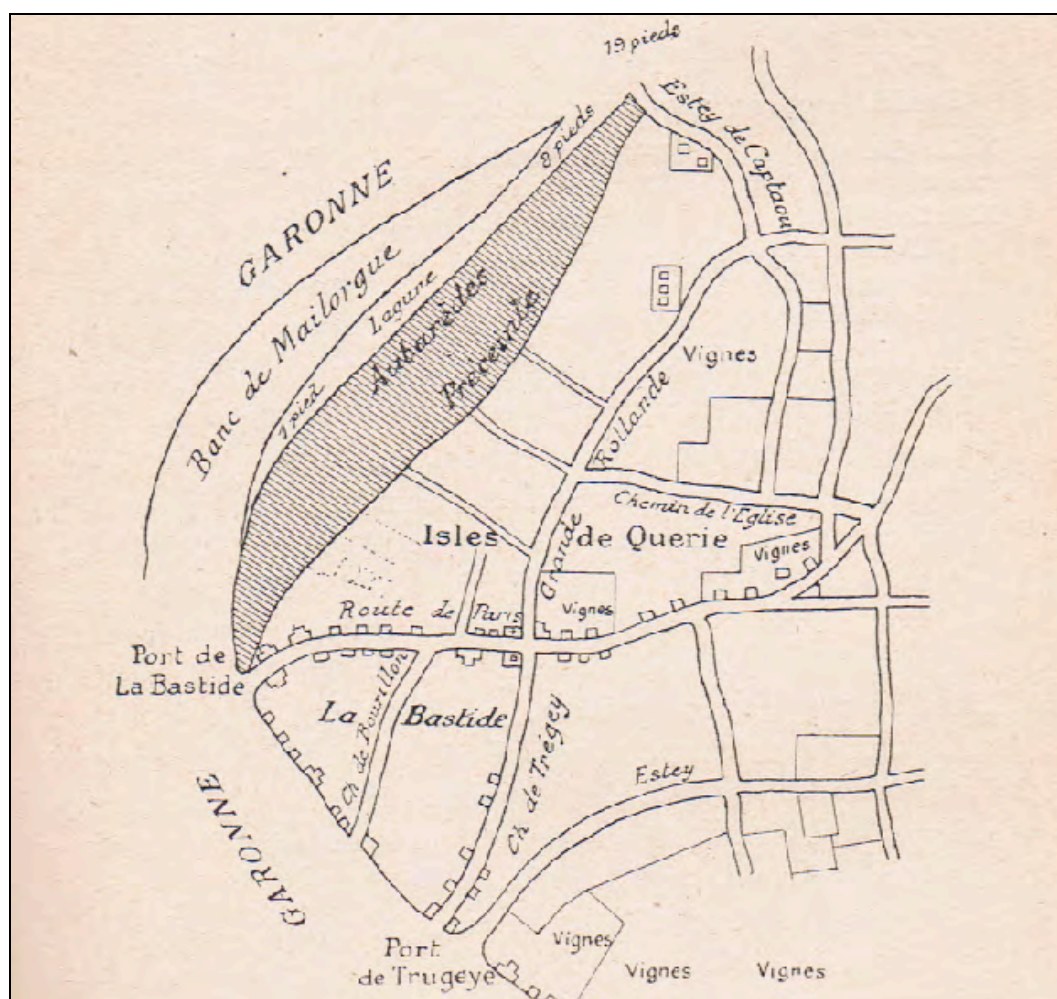 19 pieds
Estey de Captaou
8 pieds
GARONNE
Banc de Mailorgue
Lagune
Aubarèdes
Préceinte
1 pied
Vignes
Rollande
Grande
Chemin de l'Eglise
Isles de Querie
Vignes
Route de Paris
Vignes
Port de
La Bastide
La Bastide
Ch de Rouillon
Ch de Trégey
Estey
GARONNE
Port
de Trugeye
Vignes
Vignes
Vignes